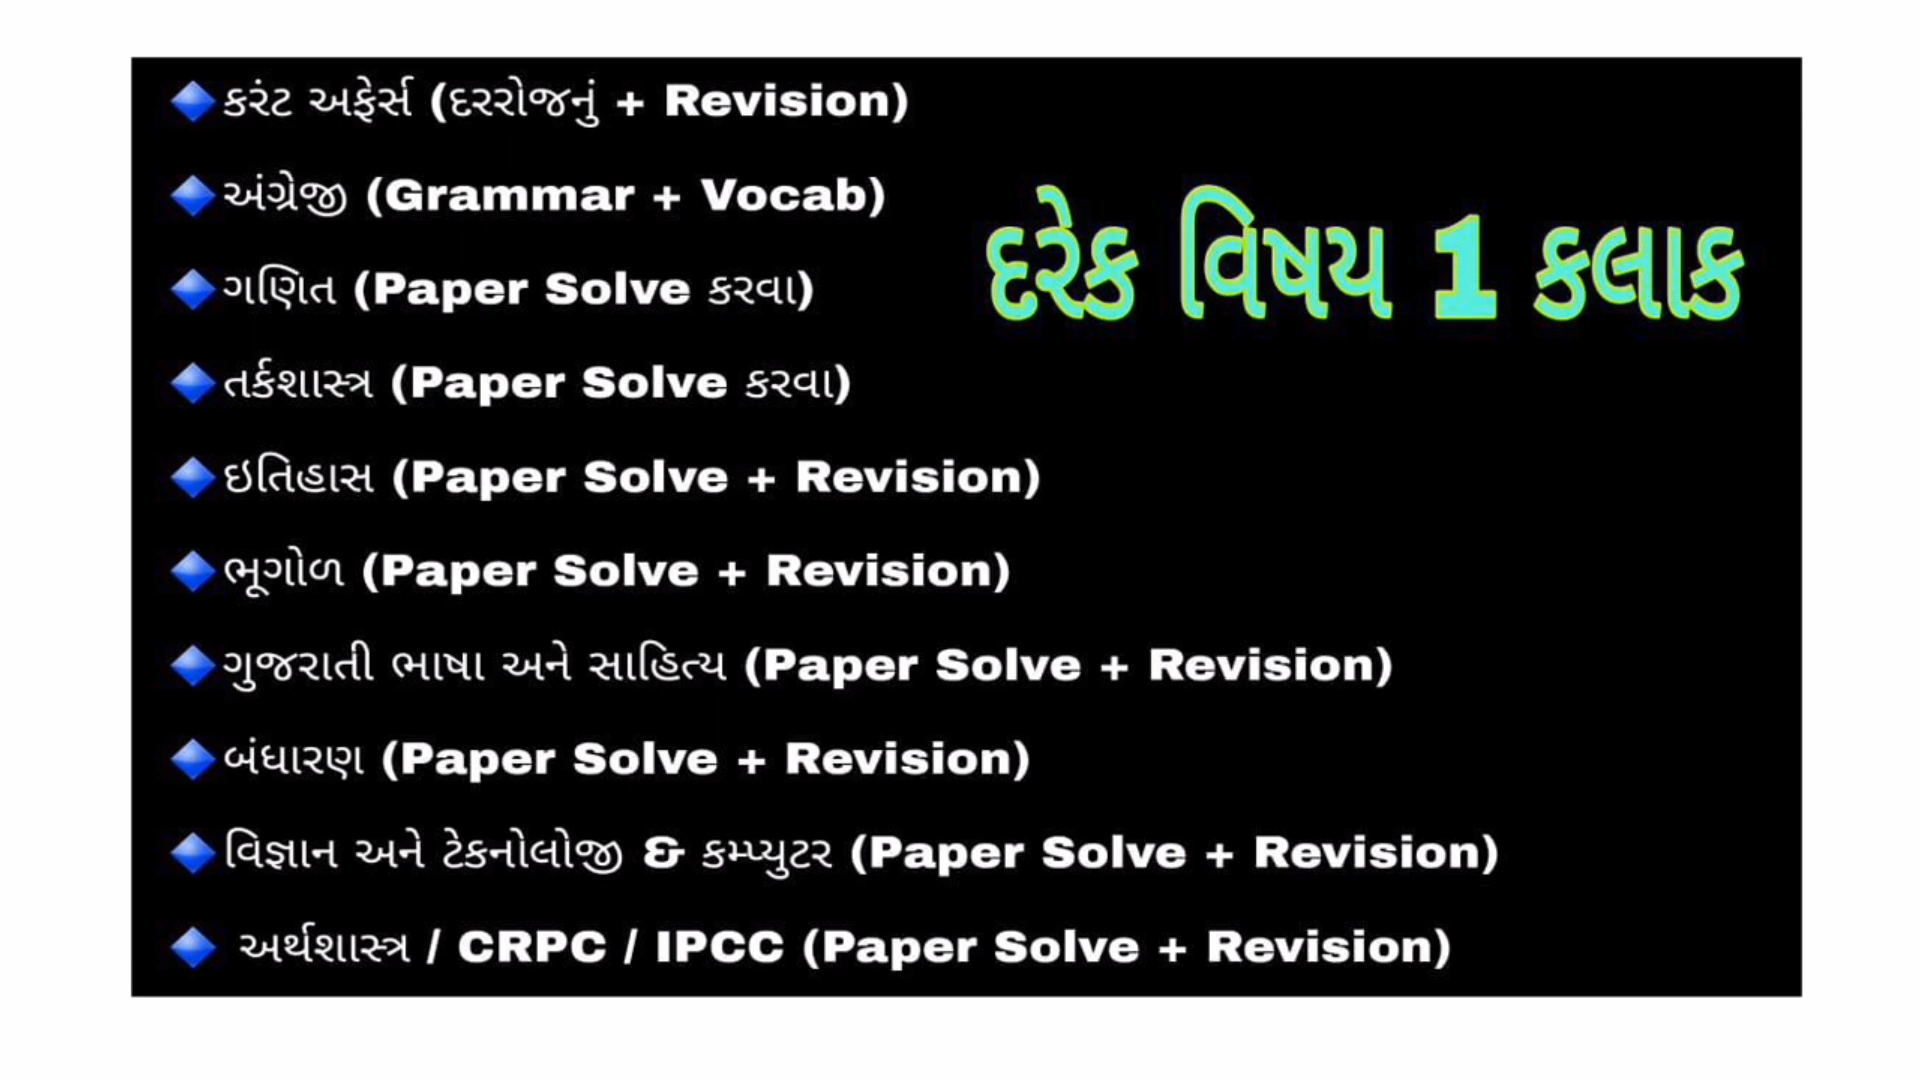 કરંટ અફેર્સ (દરરોજનું + Revision)
અંગ્રેજી (Grammar + Vocab)
દરેક વિષય 1 કલાક
ગણિત (Paper Solve કરવા)
તર્કશાસ્ત્ર (Paper Solve કરવા)
ઇતિહાસ (Paper Solve + Revision)
ભૂગોળ (Paper Solve + Revision)
ગુજરાતી ભાષા અને સાહિત્ય (Paper Solve + Revision)
બંધારણ (Paper Solve + Revision)
વિજ્ઞાન અને ટેકનોલોજી & કમ્પ્યુટર (Paper Solve + Revision)
અર્થશાસ્ત્ર / CRPC / IPCC (Paper Solve + Revision)